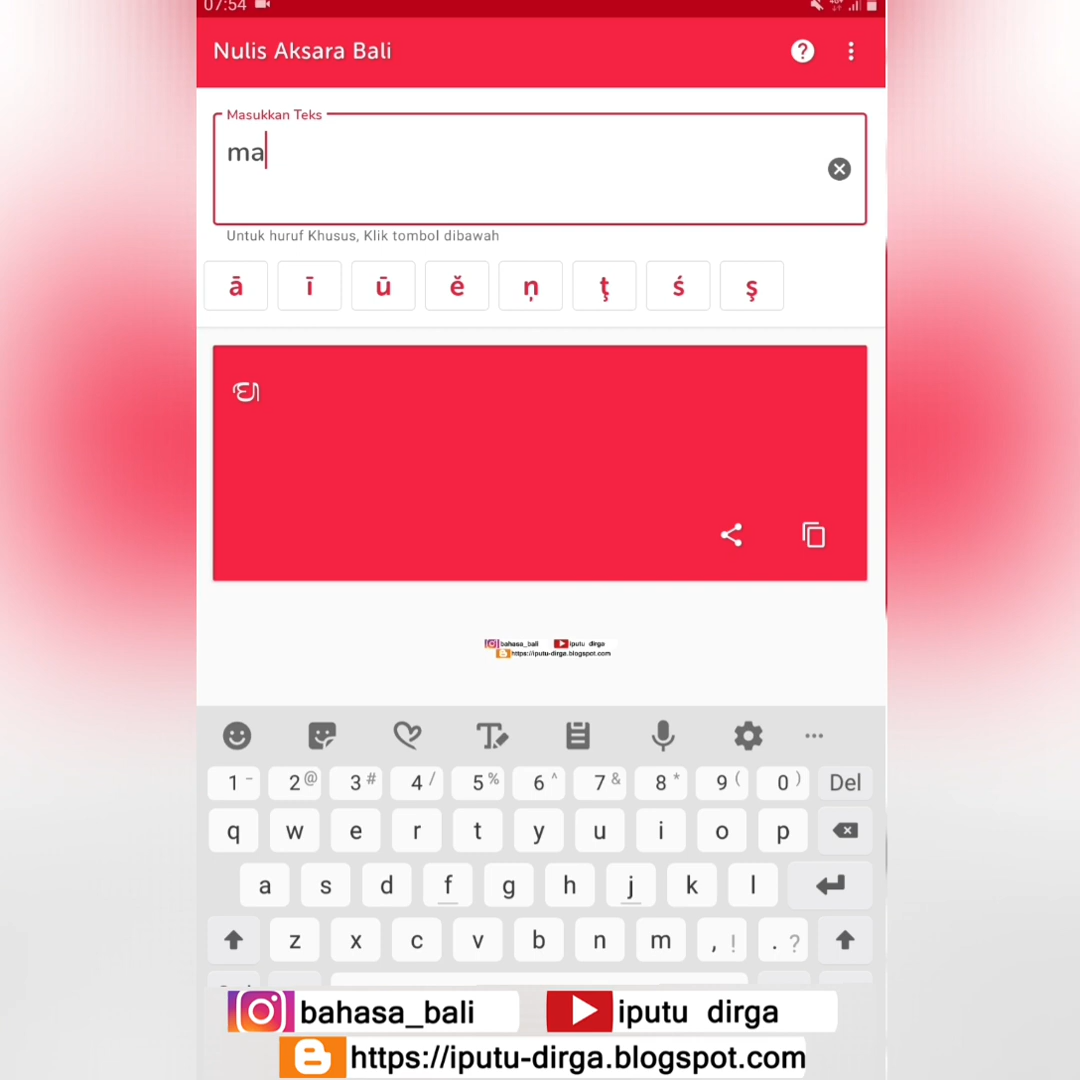 07:54
Nulis Aksara Bali
Masukkan Teks
ma
Untuk huruf Khusus, Klik tombol dibawah
ā ī ū ĕ ṇ ţ ś ş
ᬫ
bahasa_bali iputu dirga
https://iputu-dirga.blogspot.com
1 - 2 @ 3 # 4 / 5 % 6 ^ 7 & 8 * 9 ( 0 ) Del
q w e r t y u i o p
a s d f g h j k l
z x c v b n m , ! . ?
bahasa_bali iputu dirga
https://iputu-dirga.blogspot.com